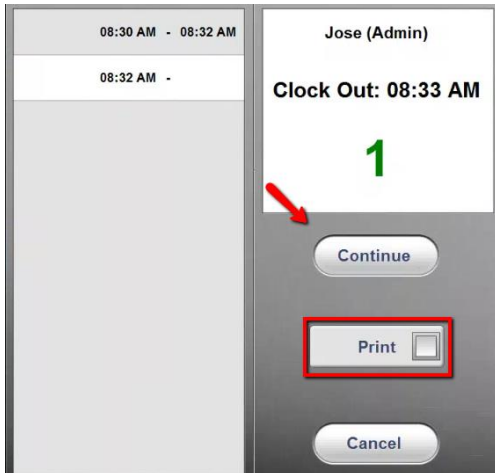 08:30 AM - 08:32 AM
08:32 AM -
Jose (Admin)
Clock Out: 08:33 AM
1
Continue
Print
Cancel